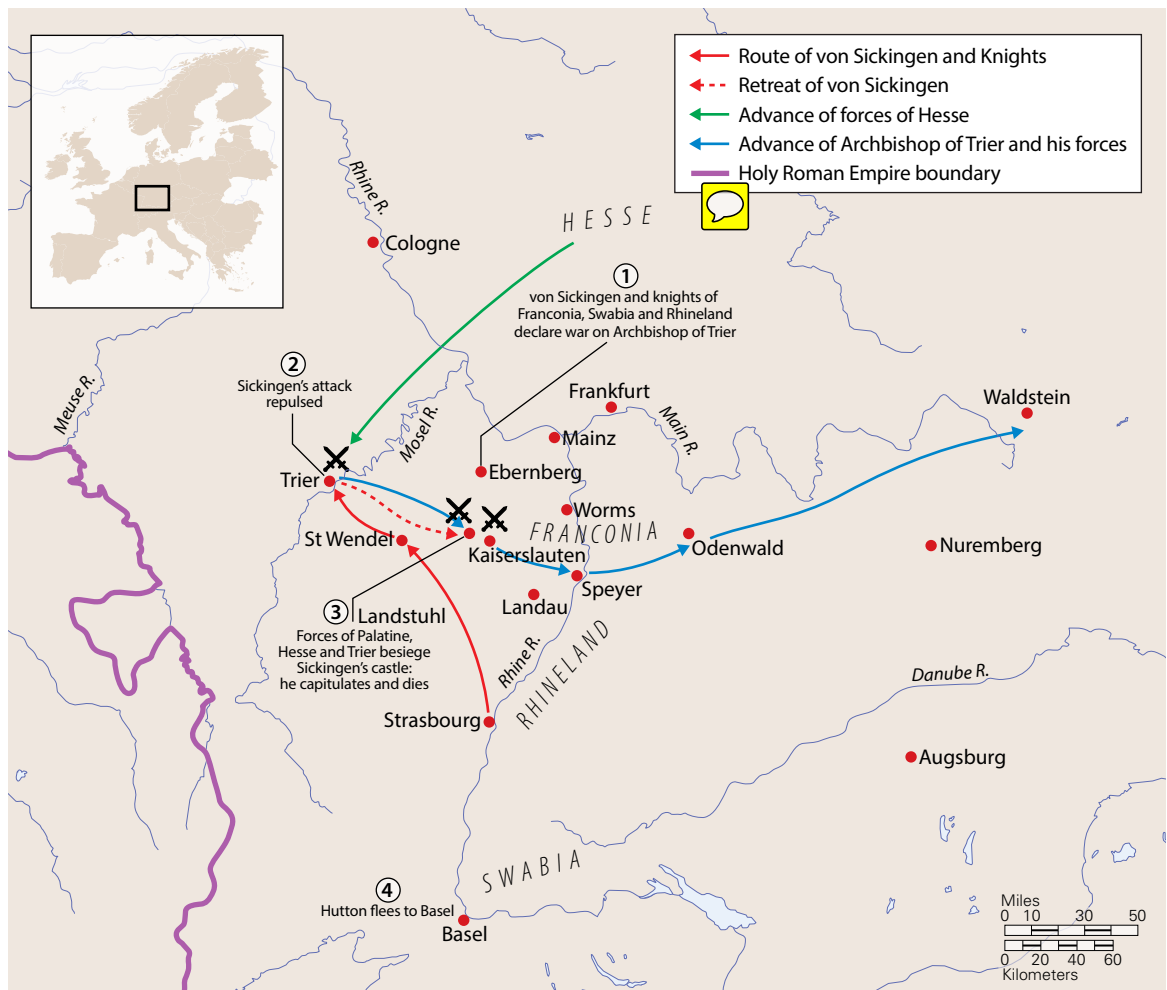 Route of von Sickingen and Knights
Retreat of von Sickingen
Advance of forces of Hesse
Advance of Archbishop of Trier and his forces
Holy Roman Empire boundary
Rhine R.
HESSE
Cologne
1
von Sickingen and knights of
Franconia, Swabia and Rhineland
declare war on Archbishop of Trier
2
Sickingen's attack
repulsed
Meuse R.
Mosel R.
Frankfurt
Main R.
Waldstein
Mainz
Trier
Ebernberg
Worms
FRANCONIA
St Wendel
Kaiserslauten
Odenwald
Nuremberg
Speyer
Landau
3
Landstuhl
Forces of Palatine,
Hesse and Trier besiege
Sickingen's castle:
he capitulates and dies
Rhine R.
RHINELAND
Danube R.
Strasbourg
Augsburg
SWABIA
4
Hutton flees to Basel
Basel
Miles
0 10 30 50
0 20 40 60
Kilometers